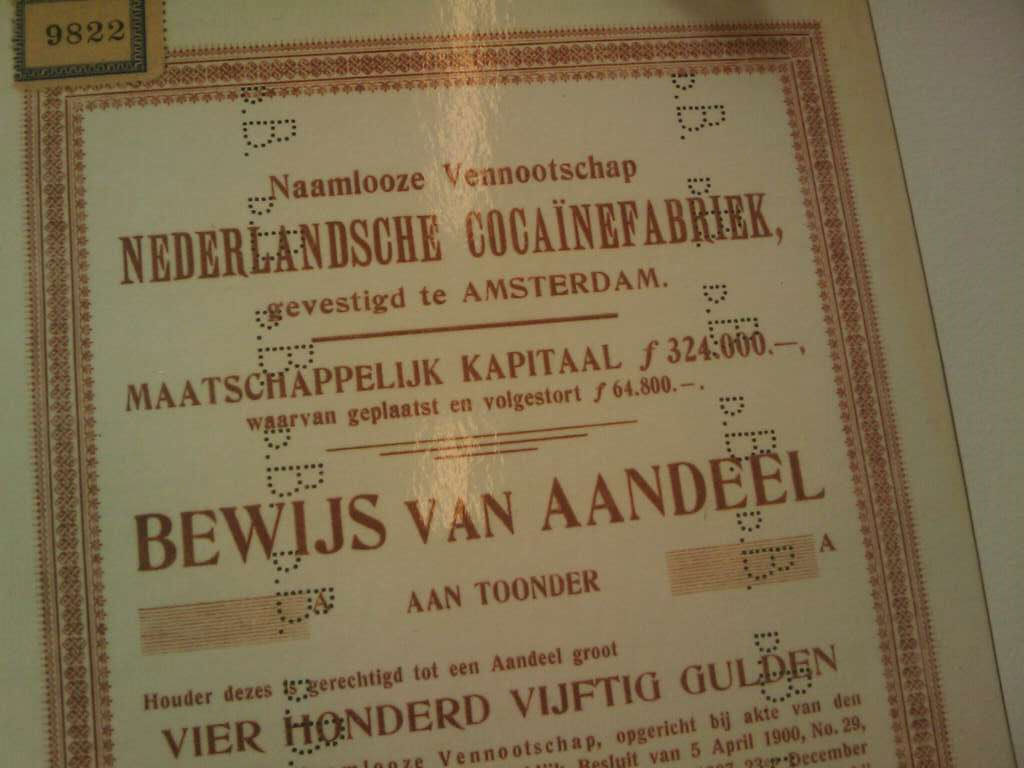 9822
Naamlooze Vennootschap
NEDERLANDSCHE COCAÏNEFABRIEK,
gevestigd te AMSTERDAM.
MAATSCHAPPELIJK KAPITAAL f 324.000.—,
waarvan geplaatst en volgestort f 64.800.—.
BEWIJS VAN AANDEEL
A AAN TOONDER A
Houder dezes is gerechtigd tot een Aandeel groot
VIER HONDERD VIJFTIG GULDEN
Vennootschap, opgericht bij akte van den
Besluit van 5 April 1900, No. 29,
December